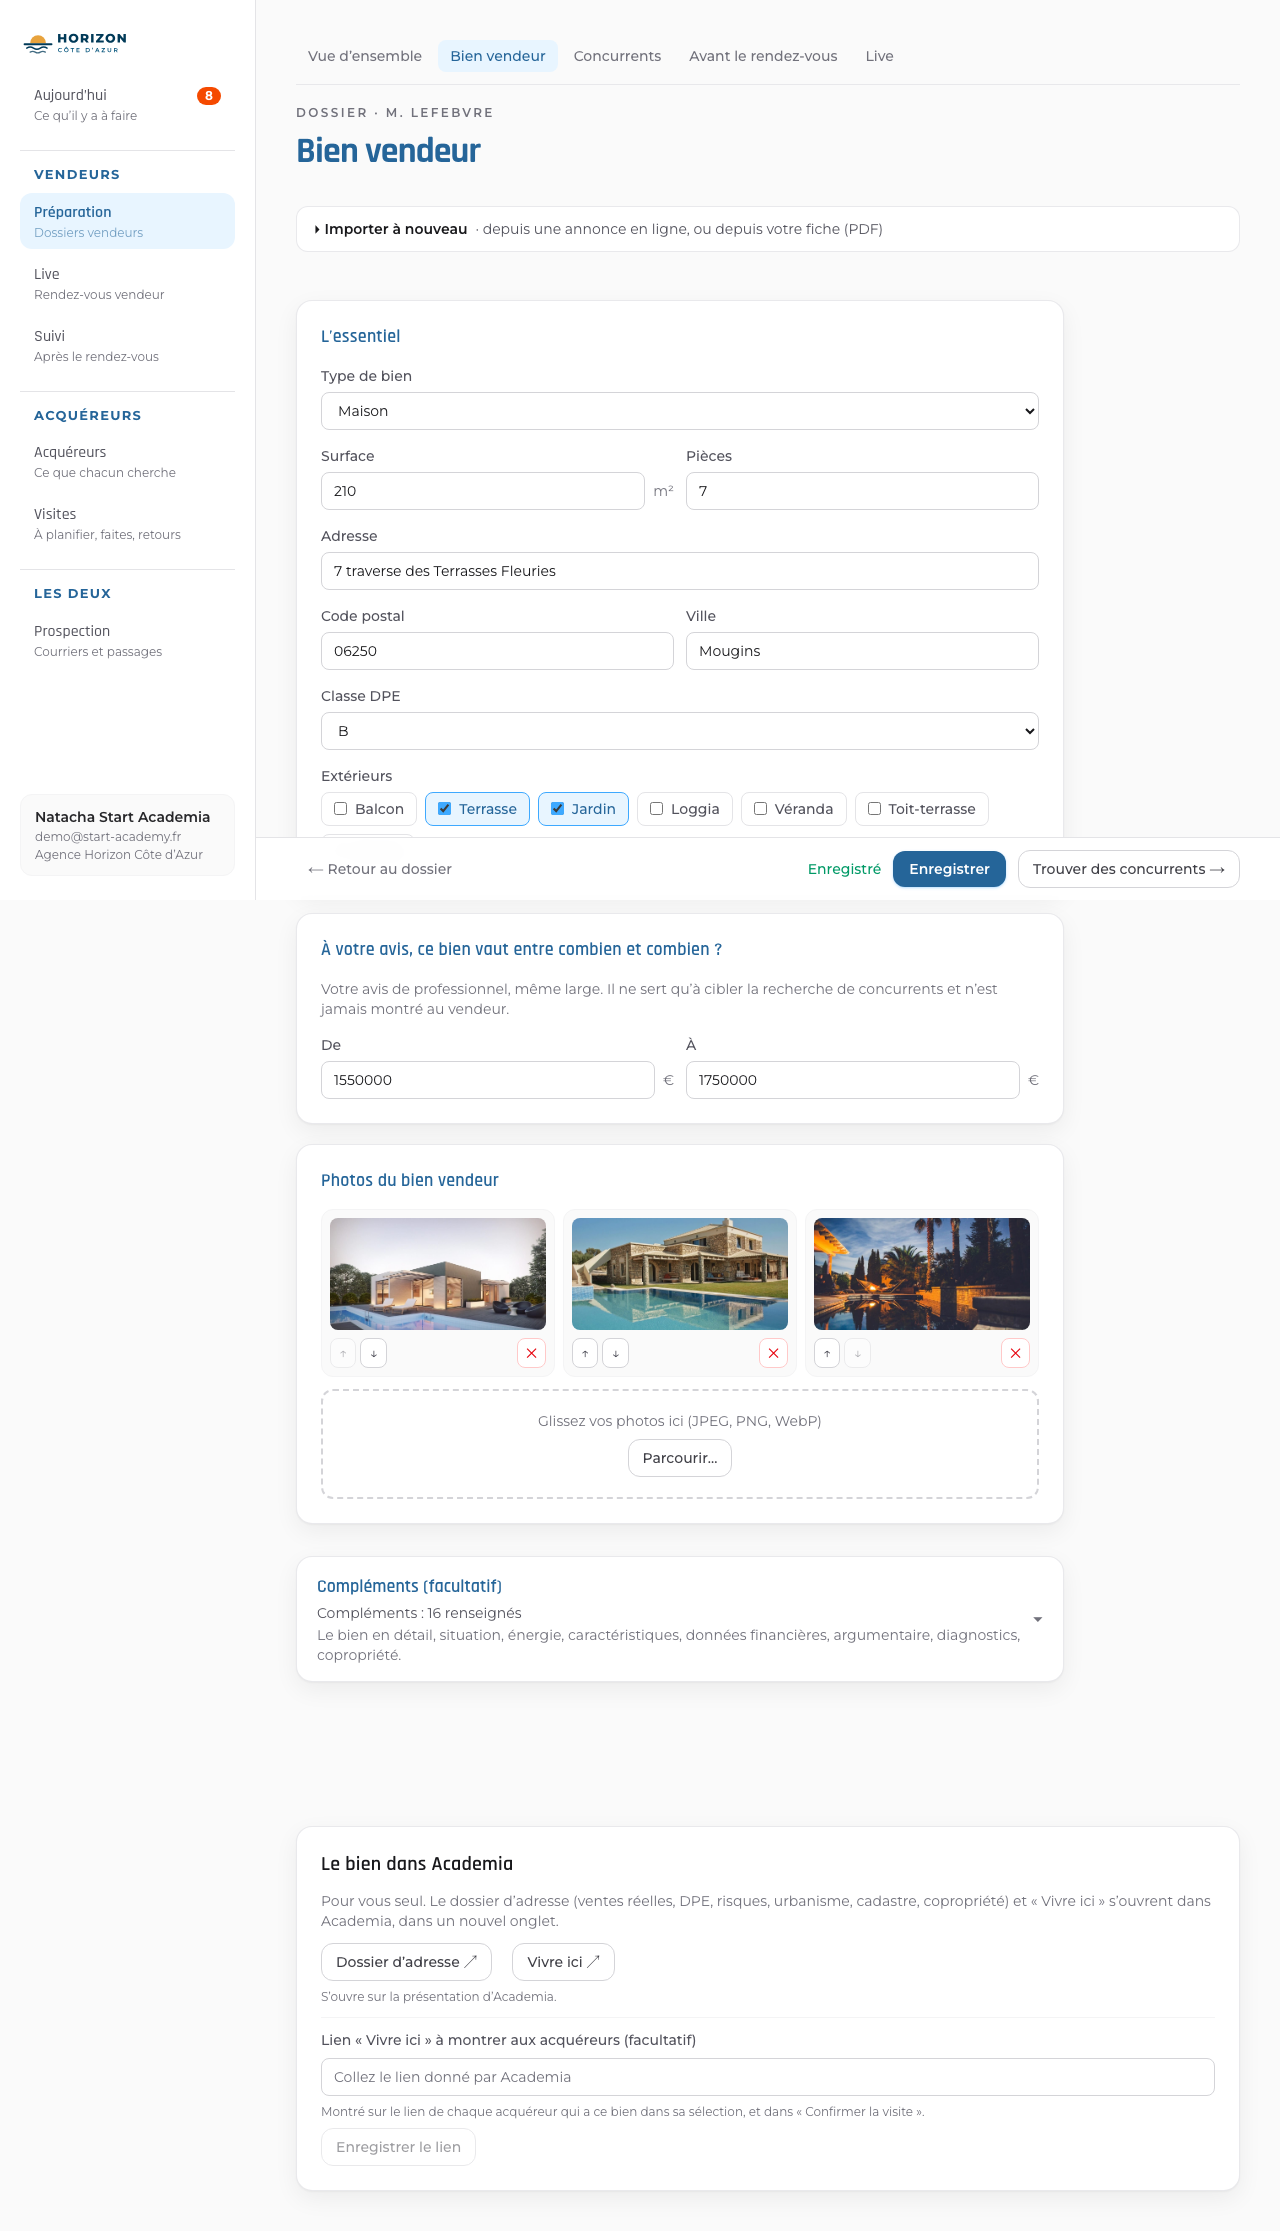 HORIZON
CÔTE D'AZUR
Aujourd'hui
8
Ce qu'il y a à faire
VENDEURS
Préparation
Dossiers vendeurs
Live
Rendez-vous vendeur
Suivi
Après le rendez-vous
ACQUÉREURS
Acquéreurs
Ce que chacun cherche
Visites
À planifier, faites, retours
LES DEUX
Prospection
Courriers et passages
Natacha Start Academia
demo@start-academy.fr
Agence Horizon Côte d'Azur
Vue d'ensemble
Bien vendeur
Concurrents
Avant le rendez-vous
Live
DOSSIER · M. LEFEBVRE
Bien vendeur
Importer à nouveau · depuis une annonce en ligne, ou depuis votre fiche (PDF)
L'essentiel
Type de bien
Maison
Surface
Pièces
210
m²
7
Adresse
7 traverse des Terrasses Fleuries
Code postal
Ville
06250
Mougins
Classe DPE
B
Extérieurs
Balcon
Terrasse
Jardin
Loggia
Véranda
Toit-terrasse
← Retour au dossier
Enregistré
Enregistrer
Trouver des concurrents →
À votre avis, ce bien vaut entre combien et combien ?
Votre avis de professionnel, même large. Il ne sert qu'à cibler la recherche de concurrents et n'est
jamais montré au vendeur.
De
À
1550000
€
1750000
€
Photos du bien vendeur
↑ ↓ ×
↑ ↓ ×
↑ ↓ ×
Glissez vos photos ici (JPEG, PNG, WebP)
Parcourir…
Compléments (facultatif)
Compléments : 16 renseignés
Le bien en détail, situation, énergie, caractéristiques, données financières, argumentaire, diagnostics,
copropriété.
Le bien dans Academia
Pour vous seul. Le dossier d'adresse (ventes réelles, DPE, risques, urbanisme, cadastre, copropriété) et « Vivre ici » s'ouvrent dans
Academia, dans un nouvel onglet.
Dossier d'adresse ↗
Vivre ici ↗
S'ouvre sur la présentation d'Academia.
Lien « Vivre ici » à montrer aux acquéreurs (facultatif)
Collez le lien donné par Academia
Montré sur le lien de chaque acquéreur qui a ce bien dans sa sélection, et dans « Confirmer la visite ».
Enregistrer le lien